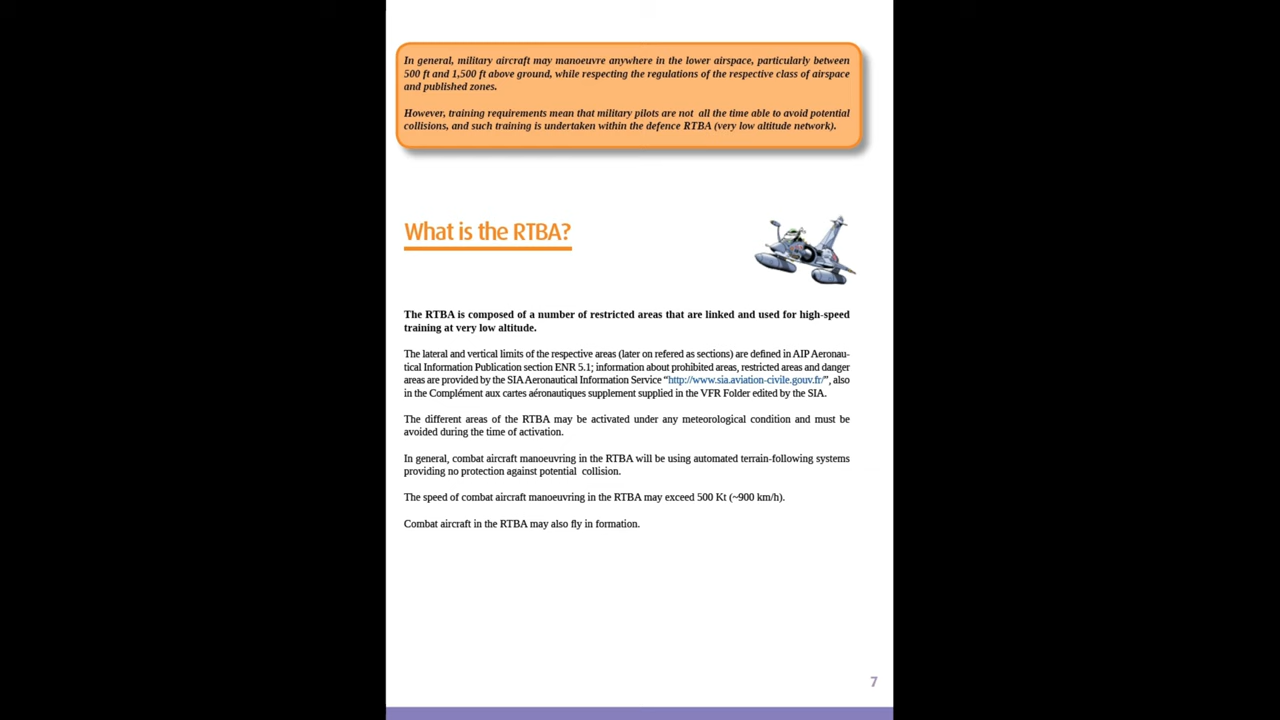 In general, military aircraft may manoeuvre anywhere in the lower airspace, particularly between
500 ft and 1,500 ft above ground, while respecting the regulations of the respective class of airspace
and published zones.
However, training requirements mean that military pilots are not  all the time able to avoid potential
collisions, and such training is undertaken within the defence RTBA (very low altitude network).
What is the RTBA?
The RTBA is composed of a number of restricted areas that are linked and used for high-speed
training at very low altitude.
The lateral and vertical limits of the respective areas (later on refered as sections) are defined in AIP Aeronau-
tical Information Publication section ENR 5.1; information about prohibited areas, restricted areas and danger
areas are provided by the SIA Aeronautical Information Service “http://www.sia.aviation-civile.gouv.fr/”, also
in the Complément aux cartes aéronautiques supplement supplied in the VFR Folder edited by the SIA.
The different areas of the RTBA may be activated under any meteorological condition and must be
avoided during the time of activation.
In general, combat aircraft manoeuvring in the RTBA will be using automated terrain-following systems
providing no protection against potential  collision.
The speed of combat aircraft manoeuvring in the RTBA may exceed 500 Kt (~900 km/h).
Combat aircraft in the RTBA may also fly in formation.
7